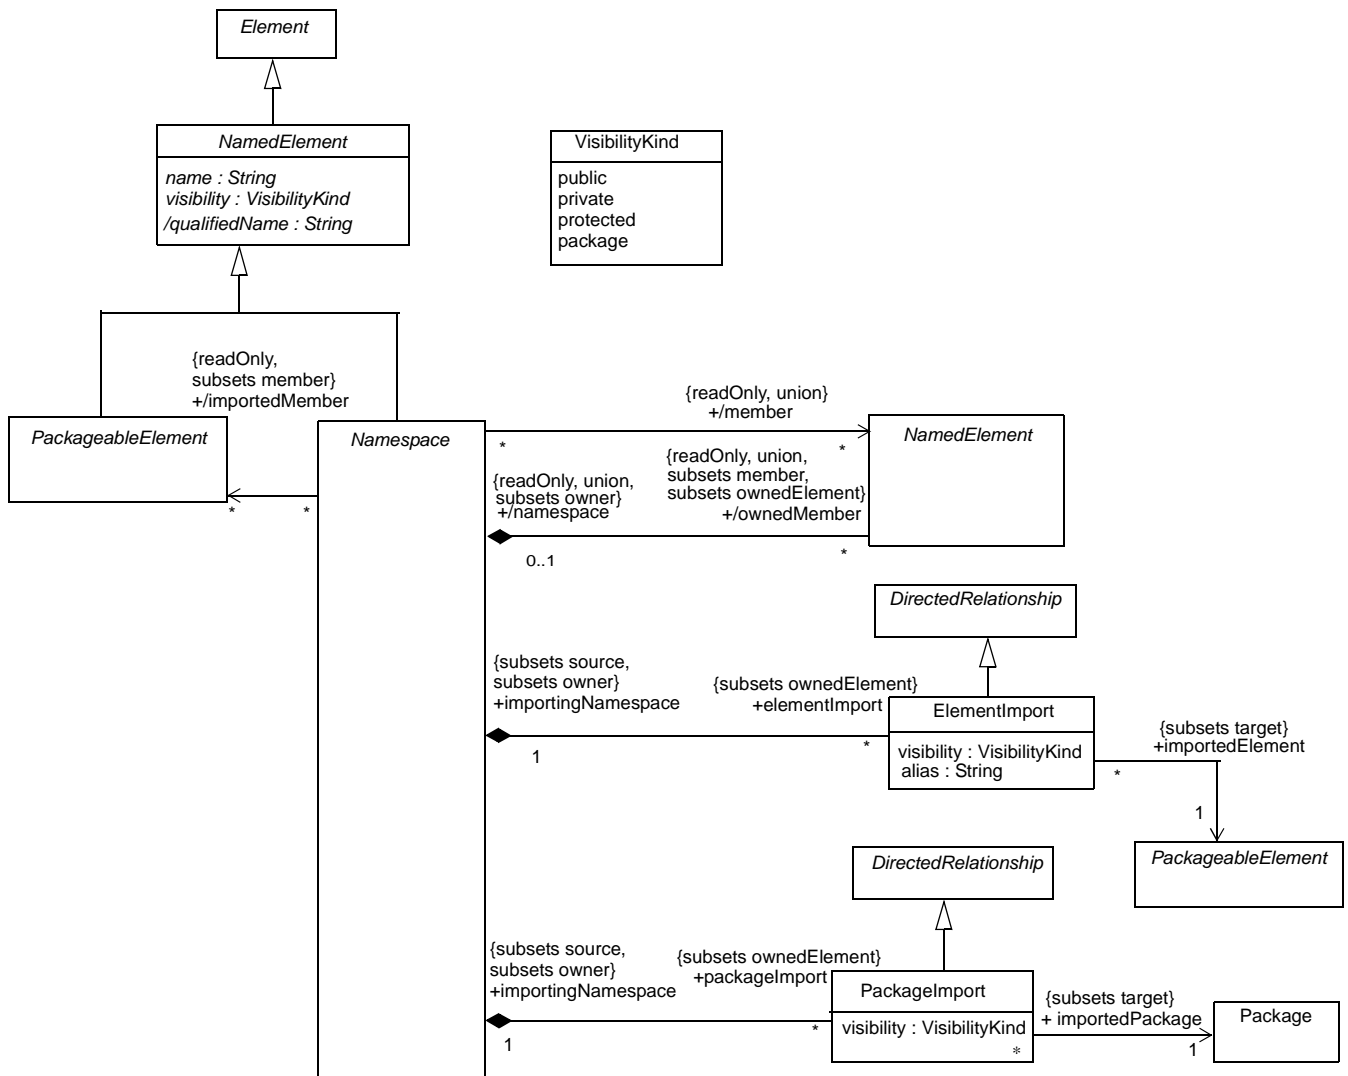 Element
NamedElement
name : String
visibility : VisibilityKind
/qualifiedName : String
VisibilityKind
public
private
protected
package
{readOnly,
subsets member}
+/importedMember
PackageableElement
*
*
Namespace
{readOnly, union}
+/member
*
*
NamedElement
{readOnly, union,
subsets owner}
+/namespace
0..1
{readOnly, union,
subsets member,
subsets ownedElement}
+/ownedMember
*
DirectedRelationship
{subsets source,
subsets owner}
+importingNamespace
1
{subsets ownedElement}
+elementImport
*
ElementImport
visibility : VisibilityKind
alias : String
{subsets target}
+importedElement
*
1
PackageableElement
DirectedRelationship
{subsets source,
subsets owner}
+importingNamespace
1
{subsets ownedElement}
+packageImport
*
PackageImport
visibility : VisibilityKind
*
{subsets target}
+ importedPackage
1
Package